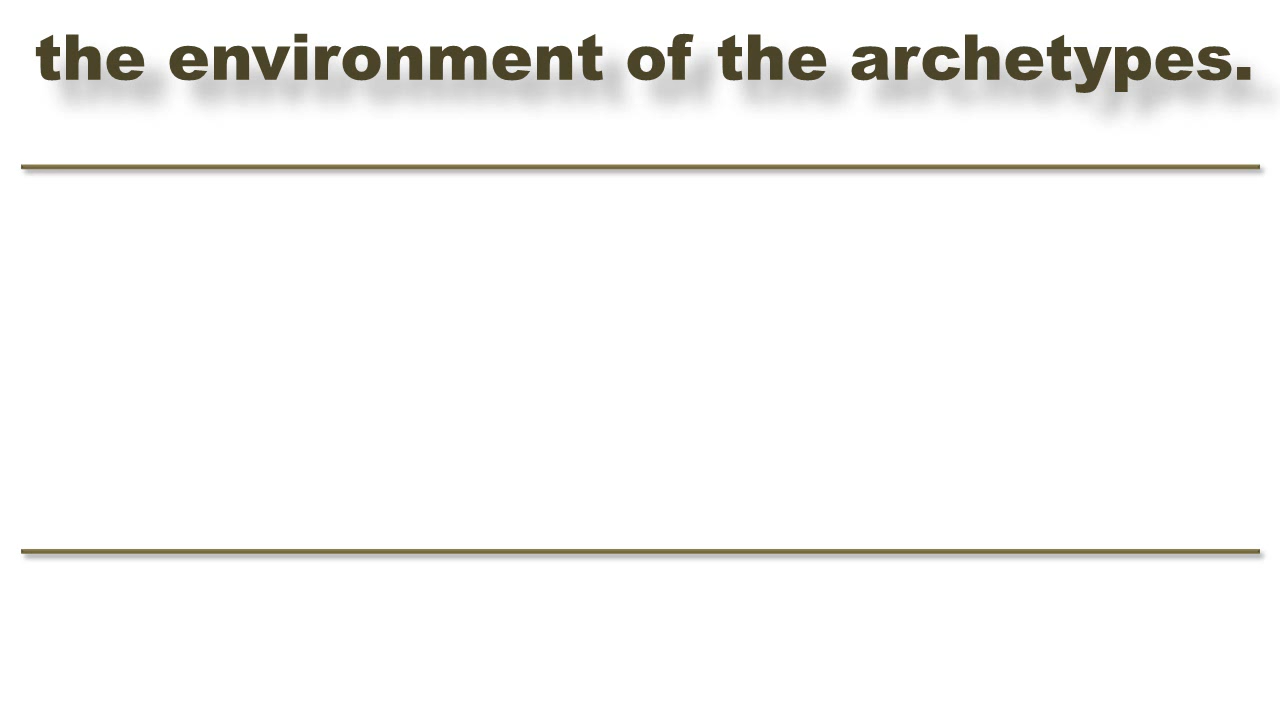 the environment of the archetypes.